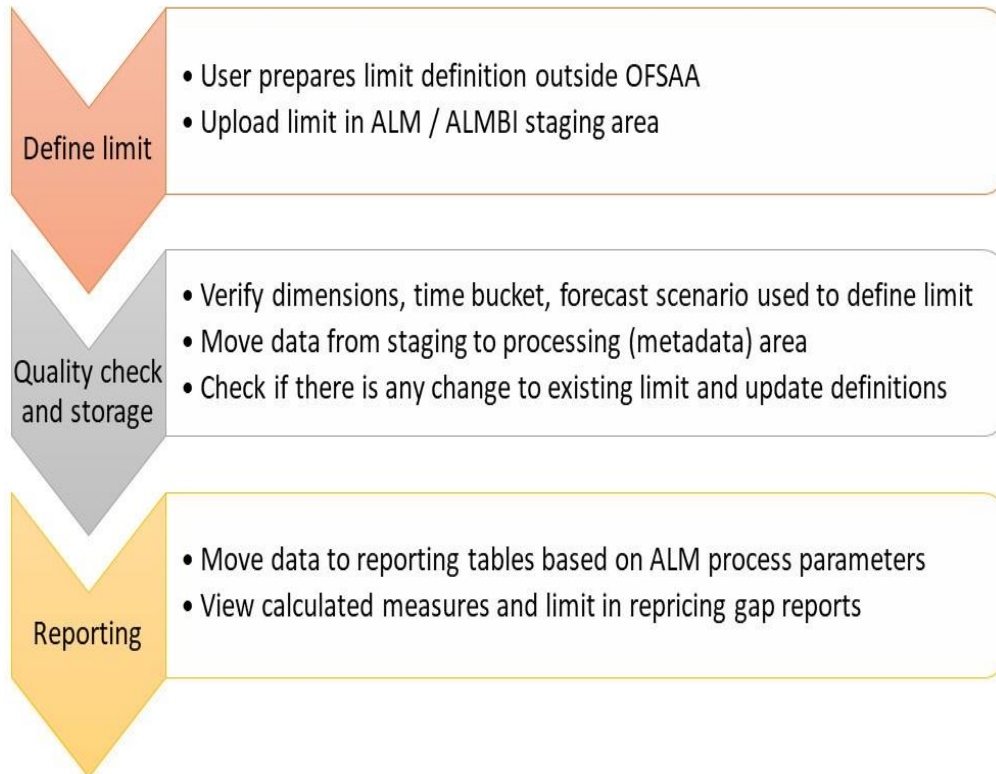 Define limit
• User prepares limit definition outside OFSAA
• Upload limit in ALM / ALMBI staging area
Quality check
and storage
• Verify dimensions, time bucket, forecast scenario used to define limit
• Move data from staging to processing (metadata) area
• Check if there is any change to existing limit and update definitions
Reporting
• Move data to reporting tables based on ALM process parameters
• View calculated measures and limit in repricing gap reports